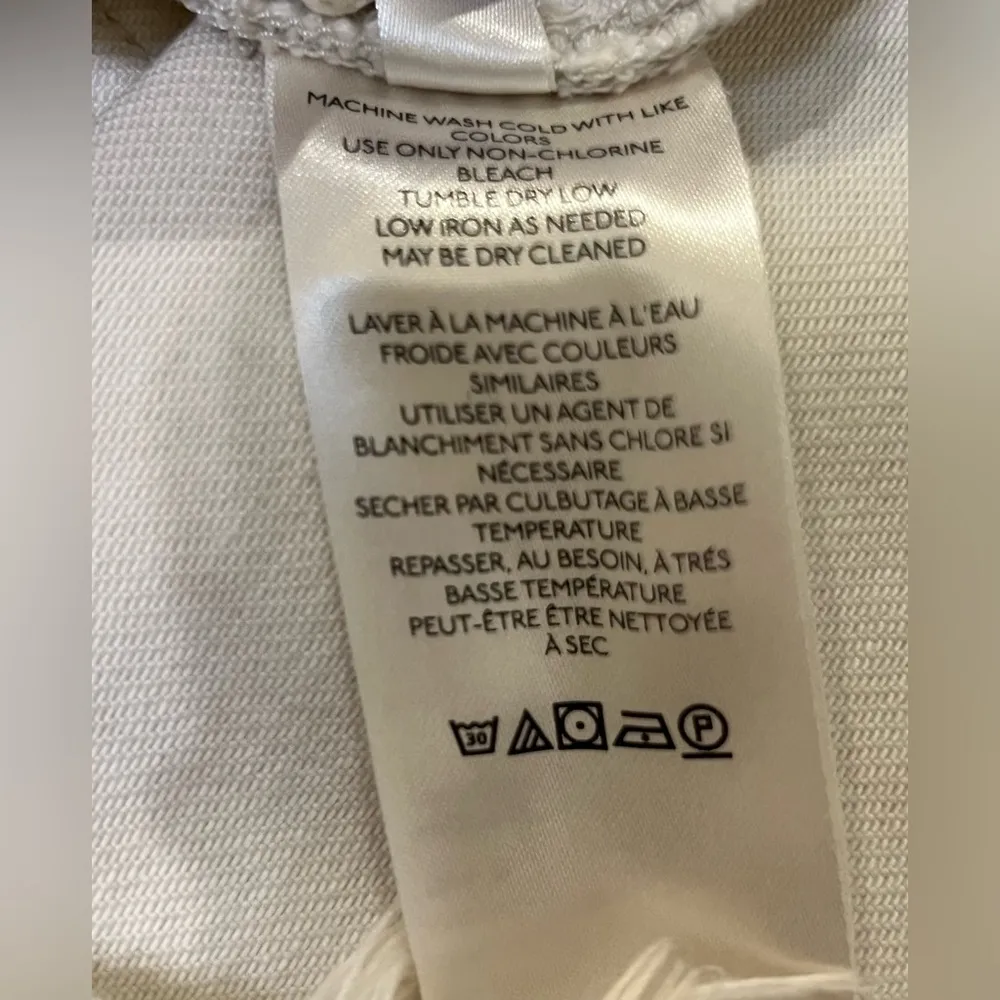 MACHINE WASH COLD WITH LIKE
COLORS
USE ONLY NON-CHLORINE
BLEACH
TUMBLE DRY LOW
LOW IRON AS NEEDED
MAY BE DRY CLEANED
LAVER À LA MACHINE À L'EAU
FROIDE AVEC COULEURS
SIMILAIRES
UTILISER UN AGENT DE
BLANCHIMENT SANS CHLORE SI
NÉCESSAIRE
SECHER PAR CULBUTAGE À BASSE
TEMPERATURE
REPASSER, AU BESOIN, À TRÉS
BASSE TEMPÉRATURE
PEUT-ÊTRE ÊTRE NETTOYÉE
À SEC
30 P